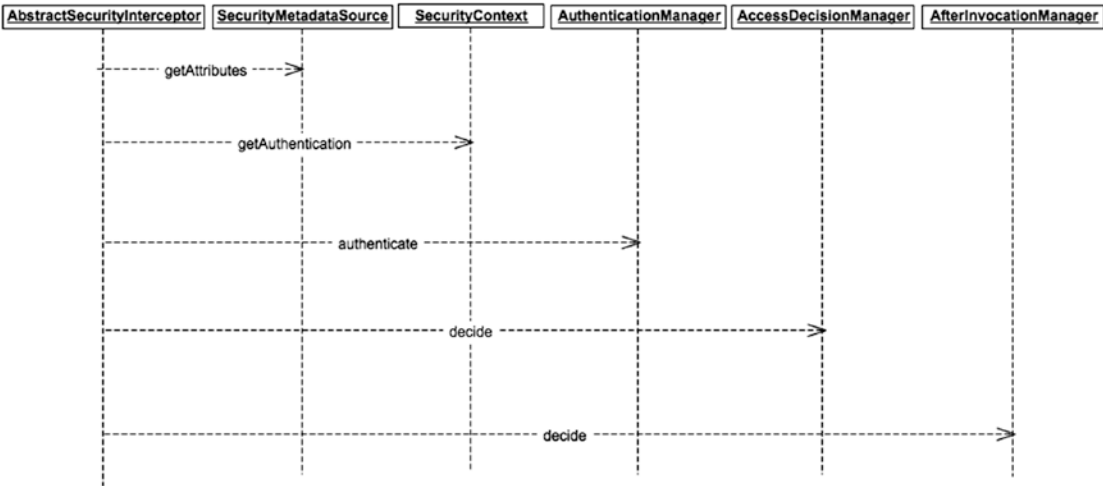 AbstractSecurityInterceptor SecurityMetadataSource SecurityContext AuthenticationManager AccessDecisionManager AfterInvocationManager
getAttributes
getAuthentication
authenticate
decide
decide